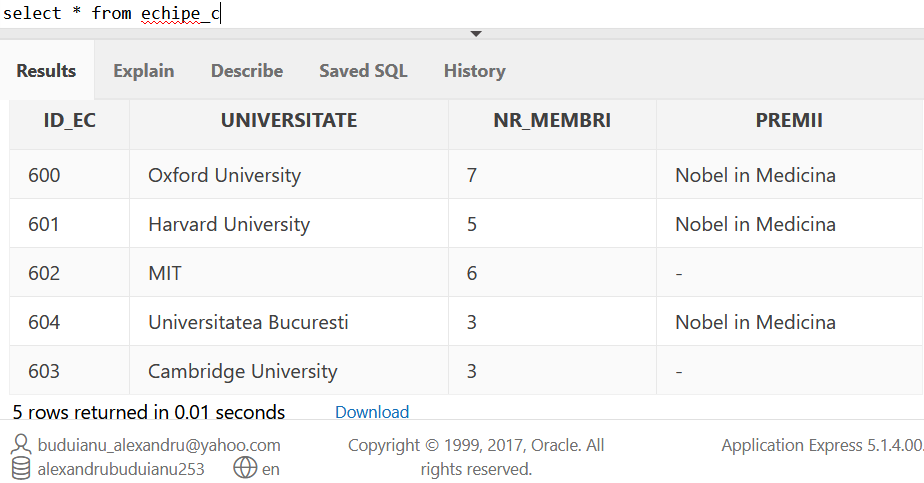 select * from echipe_c
Results Explain Describe Saved SQL History
ID_EC UNIVERSITATE NR_MEMBRI PREMII
600 Oxford University 7 Nobel in Medicina
601 Harvard University 5 Nobel in Medicina
602 MIT 6 -
604 Universitatea Bucuresti 3 Nobel in Medicina
603 Cambridge University 3 -
5 rows returned in 0.01 seconds Download
buduianu_alexandru@yahoo.com Copyright © 1999, 2017, Oracle. All Application Express 5.1.4.00.
alexandrubuduianu253 en rights reserved.